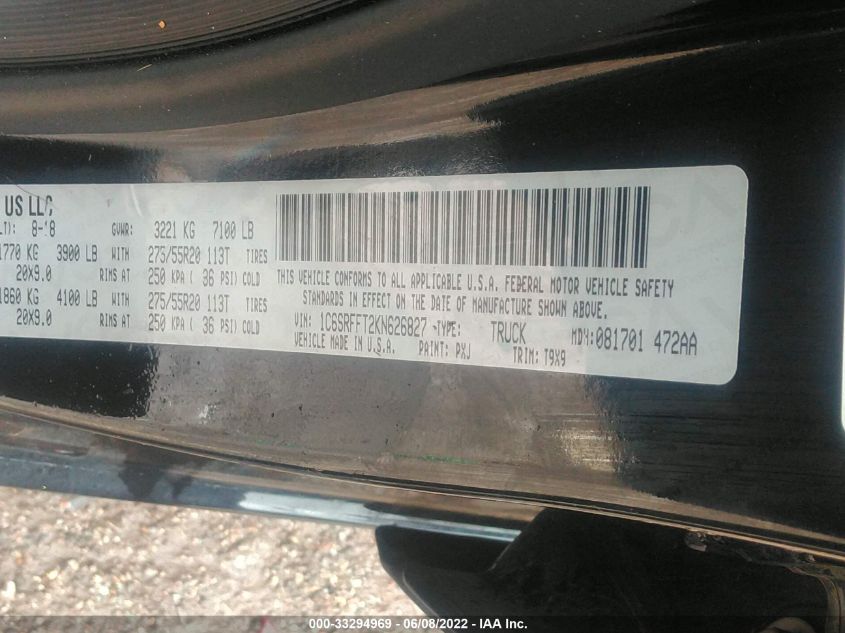 US LLC
LT): 8-18 GVWR: 3221 KG 7100 LB
1770 KG 3900 LB WITH 275/55R20 113T TIRES
20X9.0 RIMS AT 250 KPA ( 36 PSI) COLD
1860 KG 4100 LB WITH 275/55R20 113T TIRES
20X9.0 RIMS AT 250 KPA ( 36 PSI) COLD
THIS VEHICLE CONFORMS TO ALL APPLICABLE U.S.A. FEDERAL MOTOR VEHICLE SAFETY
STANDARDS IN EFFECT ON THE DATE OF MANUFACTURE SHOWN ABOVE.
VIN: 1C6SRFFT2KN626827 •TYPE: TRUCK MDH:081701 472AA
VEHICLE MADE IN U.S.A. PAINT: PXJ TRIM: T9X9
000-33294969 - 06/08/2022 - IAA Inc.